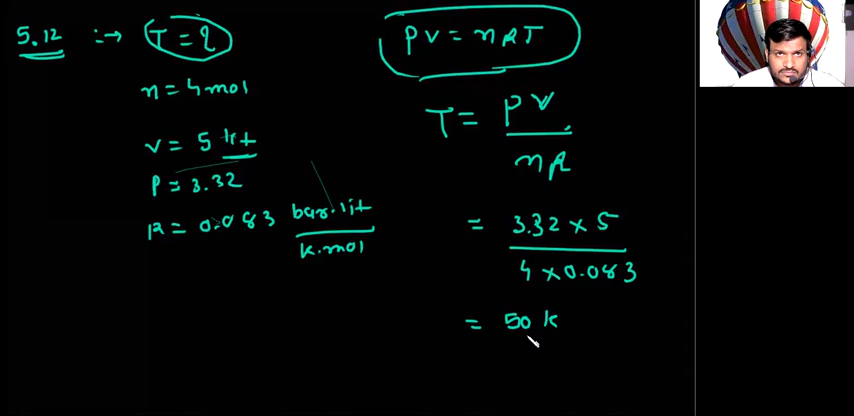 5.12 :→ T = ?
n = 4 mol
v = 5 lit
P = 3.32
R = 0.083 bar.lit
k.mol
PV = nRT
T = PV
nR
= 3.32 × 5
4 × 0.083
= 50 k